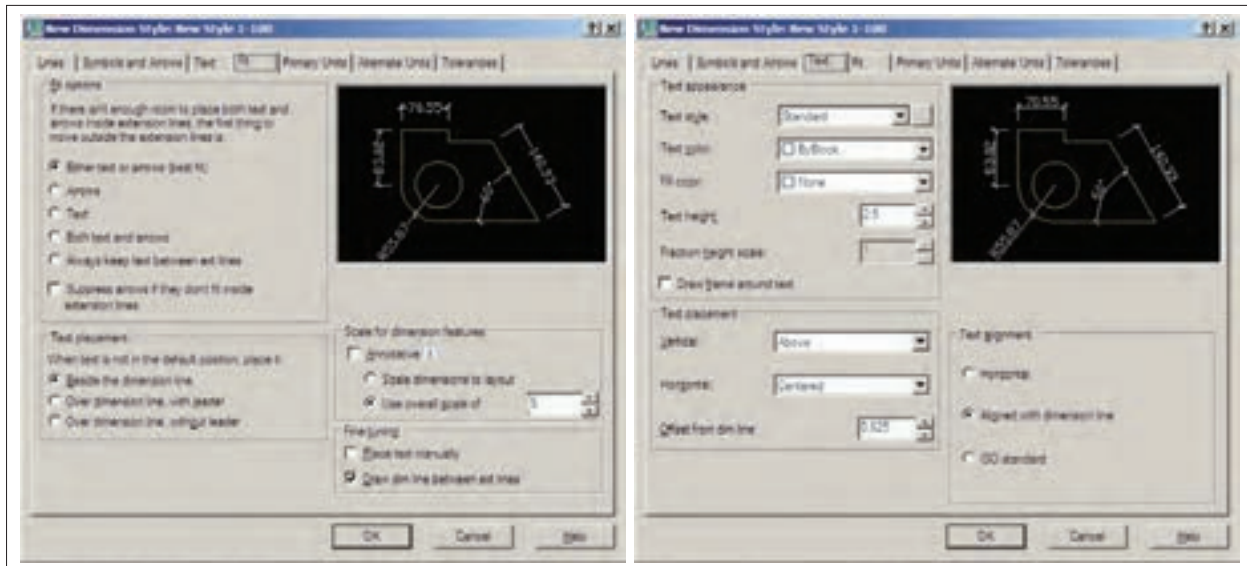 New Dimension Style: New Style 1-100
Lines Symbols and Arrows Text Fit Primary Units Alternate Units Tolerances
Fit options
If there isn't enough room to place both text and
arrows inside extension lines, the first thing to
move outside the extension lines is:
Either text or arrows (best fit)
Arrows
Text
Both text and arrows
Always keep text between ext lines
Suppress arrows if they don't fit inside
extension lines
Text placement
When text is not in the default position, place it:
Beside the dimension line
Over dimension line, with leader
Over dimension line, without leader
Scale for dimension features
Annotative
Scale dimensions to layout
Use overall scale of
Fine tuning
Place text manually
Draw dim line between ext lines
OK Cancel Help
New Dimension Style: New Style 1-100
Lines Symbols and Arrows Text Fit Primary Units Alternate Units Tolerances
Text appearance
Text style: Standard
Text color: ByBlock
Fill color: None
Text height: 2.5
Fraction height scale:
Draw frame around text
70.55
Text placement
Vertical: Above
Horizontal: Centered
Offset from dim line: 0.625
Text alignment
Horizontal
Aligned with dimension line
ISO standard
OK Cancel Help